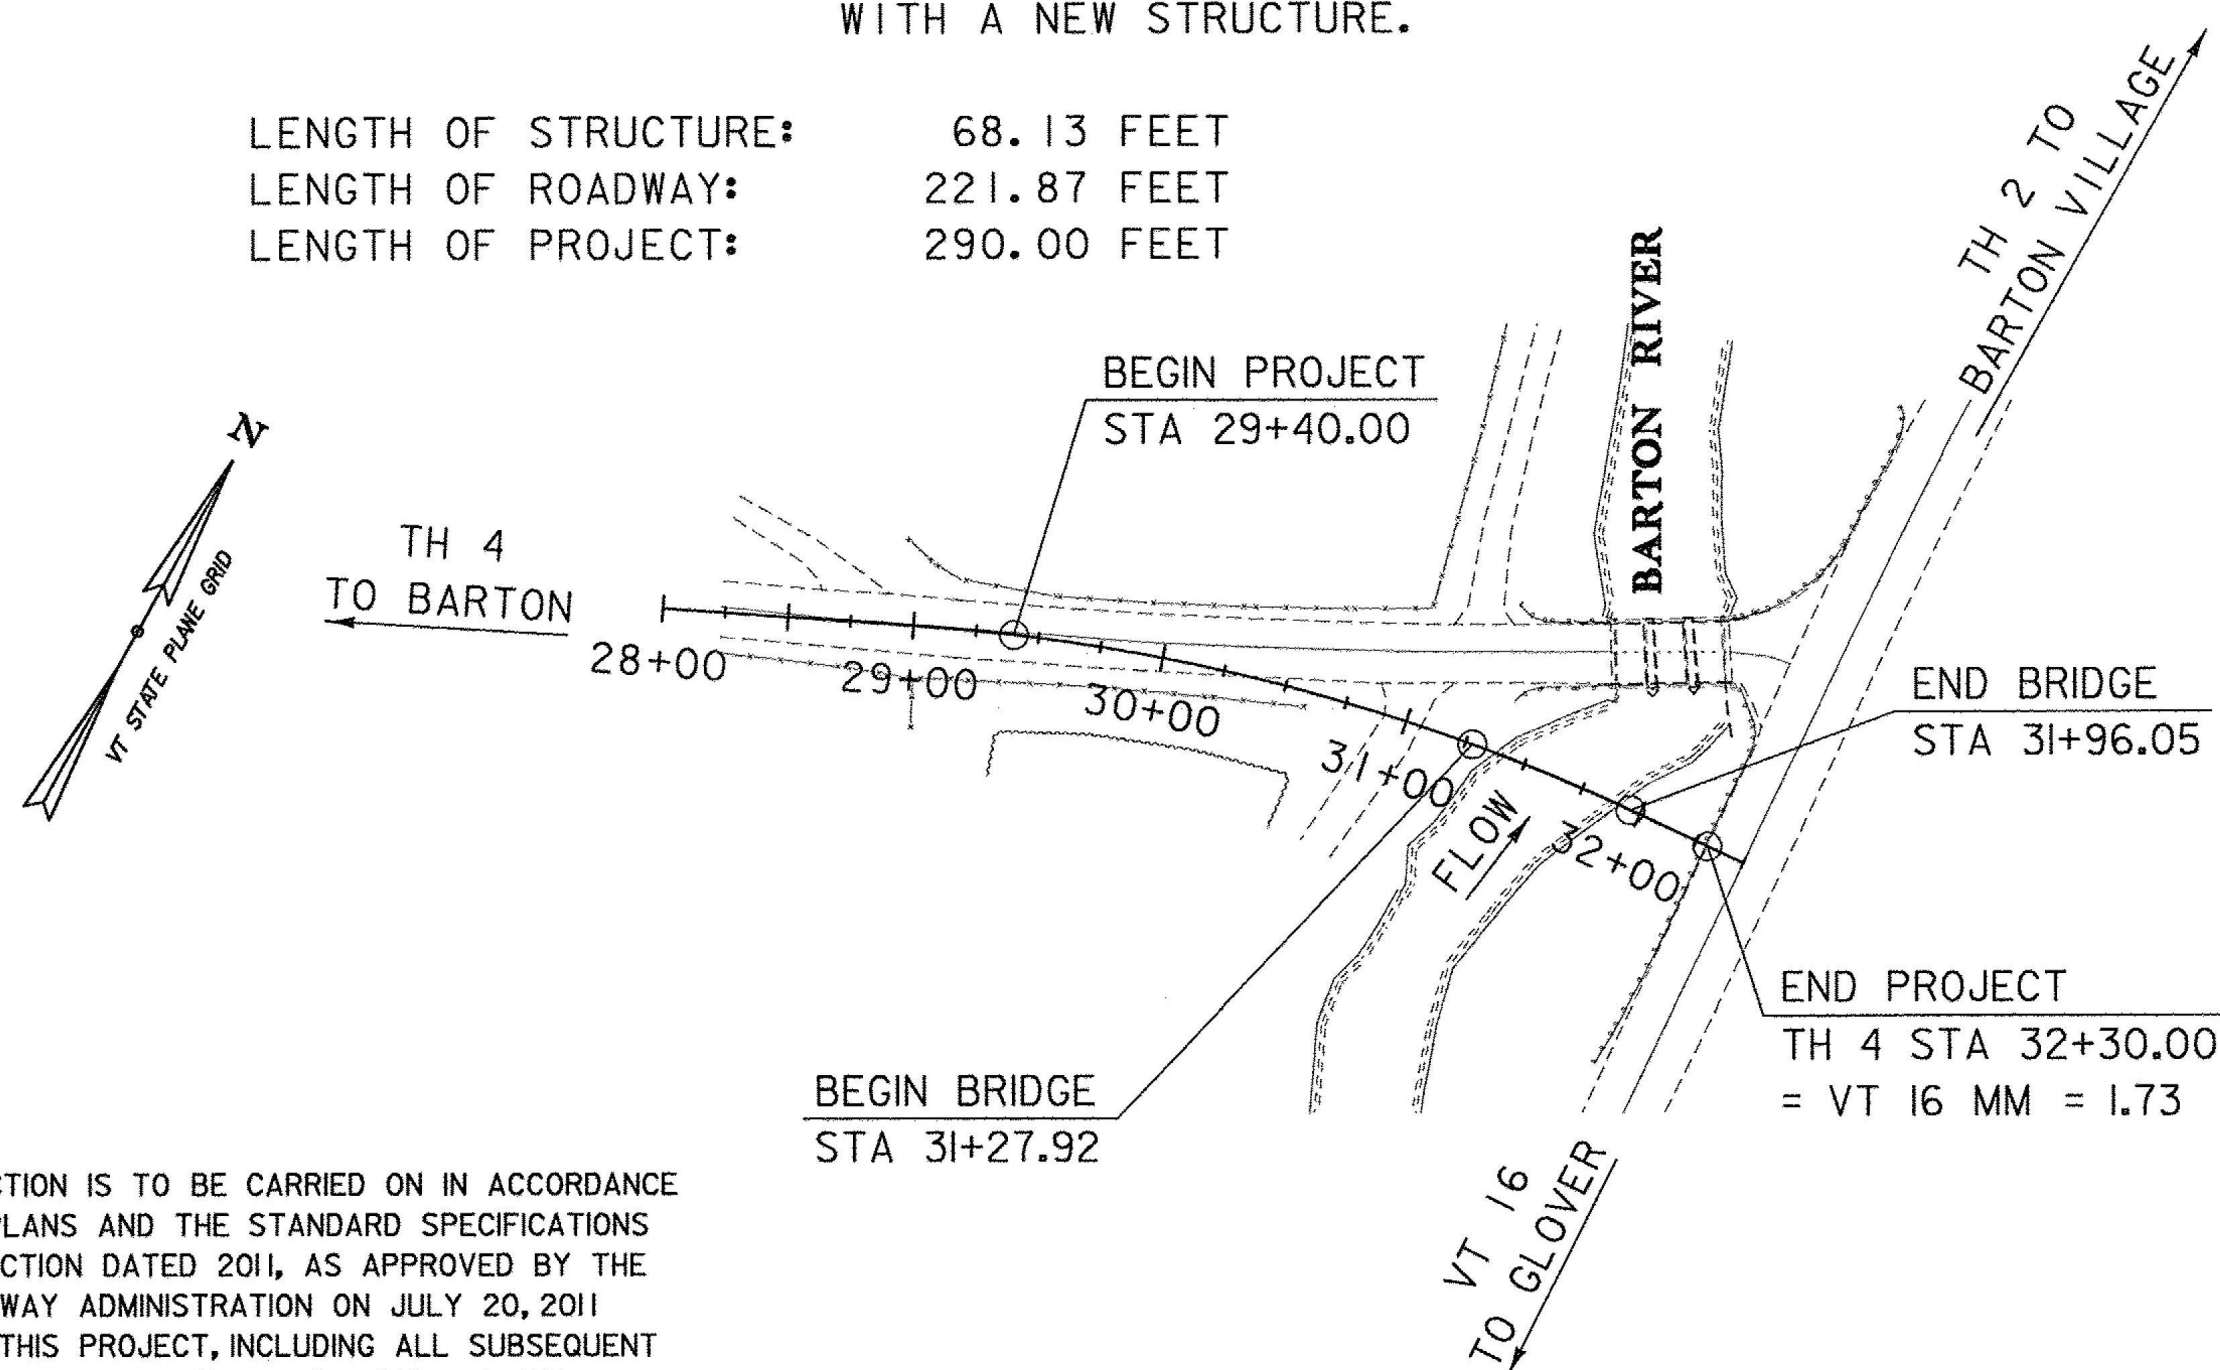 WITH A NEW STRUCTURE.
LENGTH OF STRUCTURE: 68.13 FEET
LENGTH OF ROADWAY: 221.87 FEET
LENGTH OF PROJECT: 290.00 FEET
TH 2 TO
BARTON VILLAGE
BARTON RIVER
BEGIN PROJECT
STA 29+40.00
N
VT STATE PLANE GRID
TH 4
TO BARTON
28+00
29+00
30+00
31+00
32+00
FLOW
END BRIDGE
STA 31+96.05
END PROJECT
TH 4 STA 32+30.00
= VT 16 MM = 1.73
BEGIN BRIDGE
STA 31+27.92
VT 16
TO GLOVER
CTION IS TO BE CARRIED ON IN ACCORDANCE
PLANS AND THE STANDARD SPECIFICATIONS
CTION DATED 2011, AS APPROVED BY THE
WAY ADMINISTRATION ON JULY 20, 2011
THIS PROJECT, INCLUDING ALL SUBSEQUENT